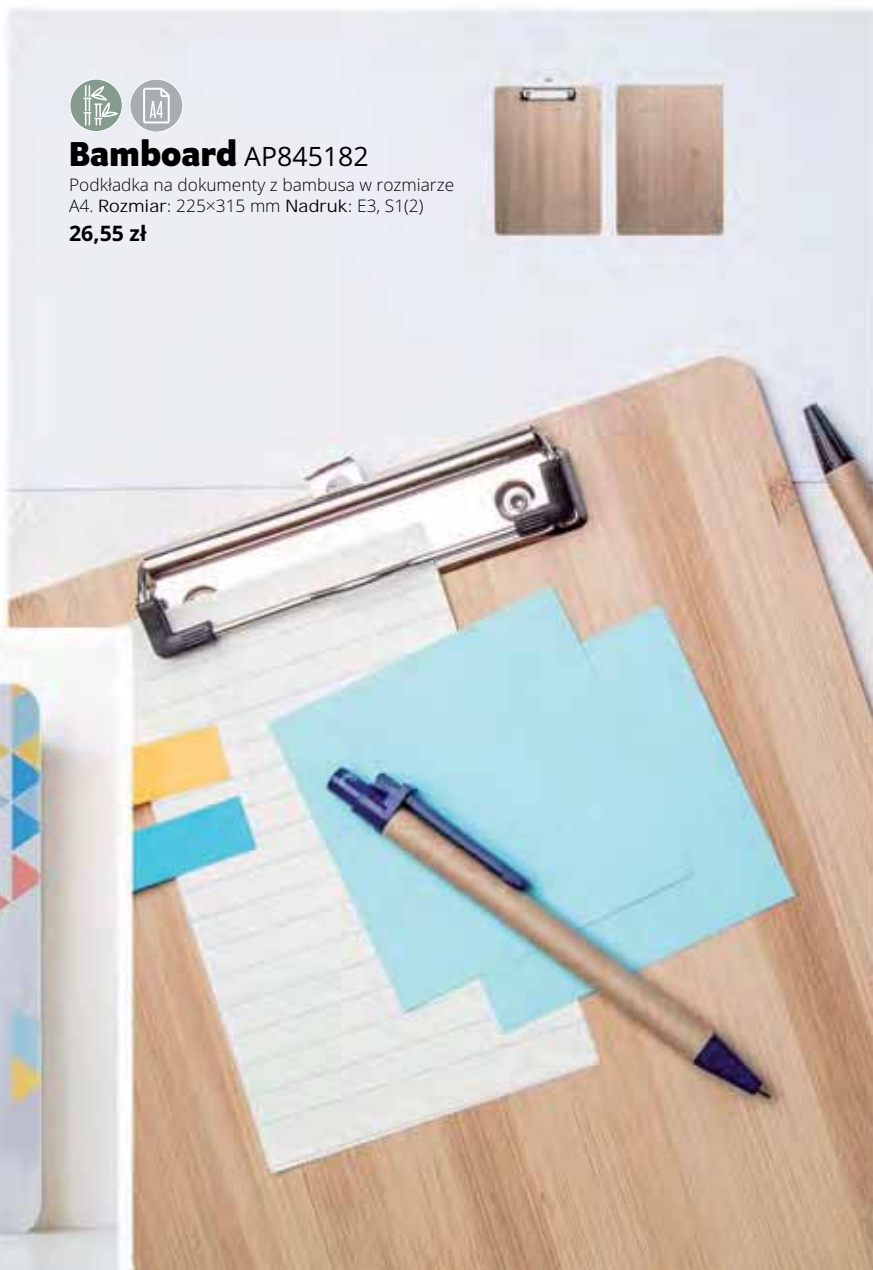 A4
Bamboard AP845182
Podkładka na dokumenty z bambusa w rozmiarze
A4. Rozmiar: 225×315 mm Nadruk: E3, S1(2)
26,55 zł